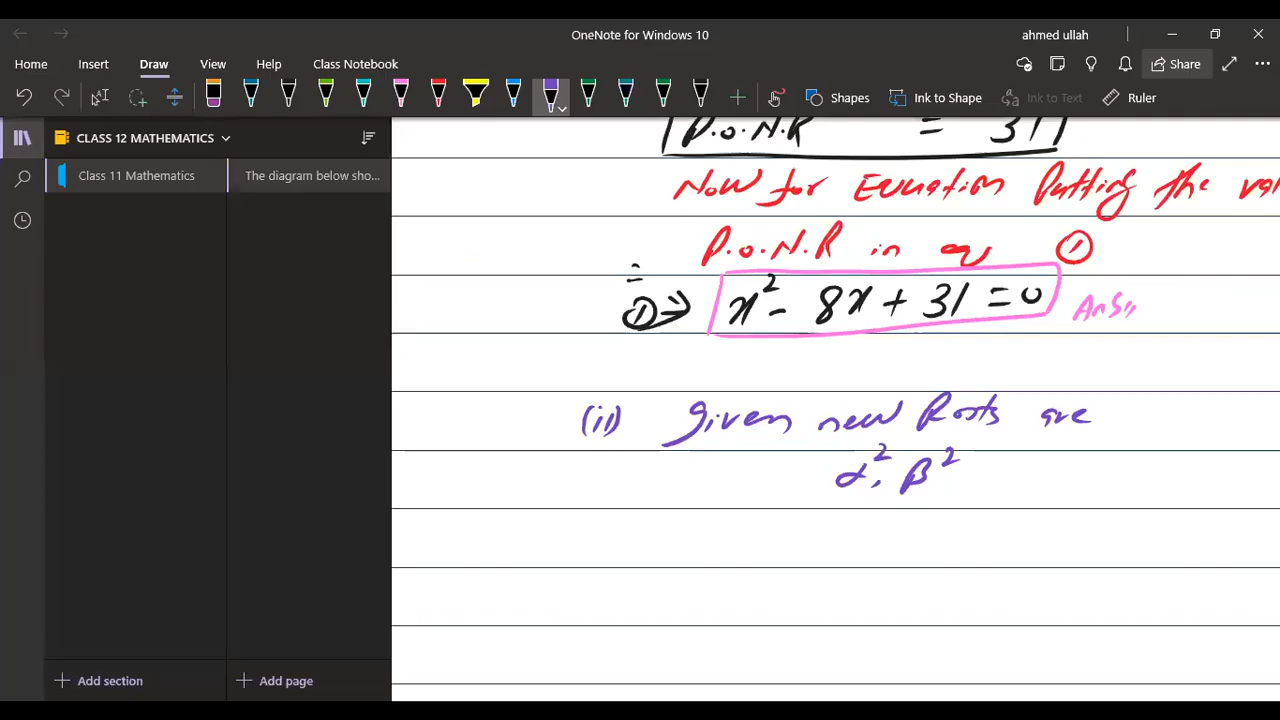 OneNote for Windows 10
ahmed ullah
Home Insert Draw View Help Class Notebook
Share
Shapes Ink to Shape Ink to Text Ruler
CLASS 12 MATHEMATICS
Class 11 Mathematics
The diagram below sho...
P.o.N.R = 31
Now for Equation Putting the val
P.o.N.R in eq ①
① ⇒ x² - 8x + 31 = 0 Ans,
(ii) given new Roots are
α², β²
Add section
Add page